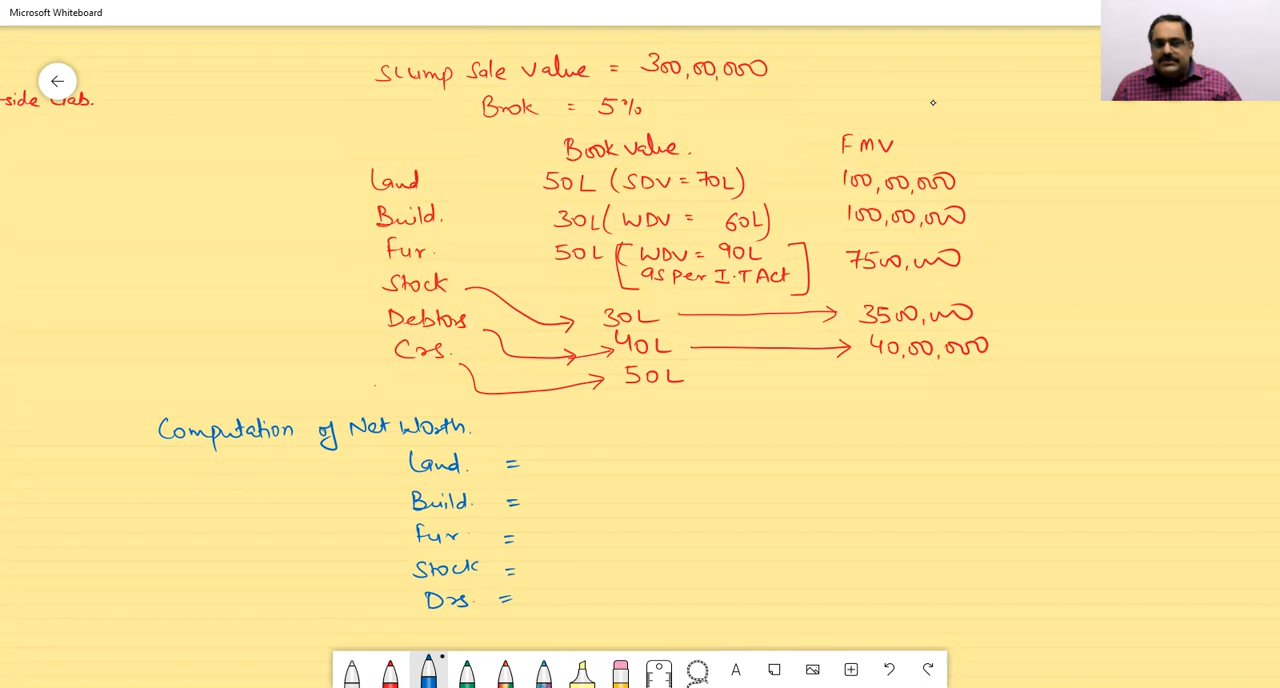 Microsoft Whiteboard
-side Liab.
Slump Sale Value = 300,00,000
Brok = 5%
Book Value. FMV
Land 50L (SDV = 70L) 100,00,000
Build. 30L (WDV = 60L) 100,00,000
Fur. 50L [WDV = 90L as per I.T Act] 7500,000
Stock 30L 3500,000
Debtors 40L 40,00,000
Crs. 50L
Computation of Net Worth.
Land. =
Build. =
Fur. =
Stock =
Drs. =
A